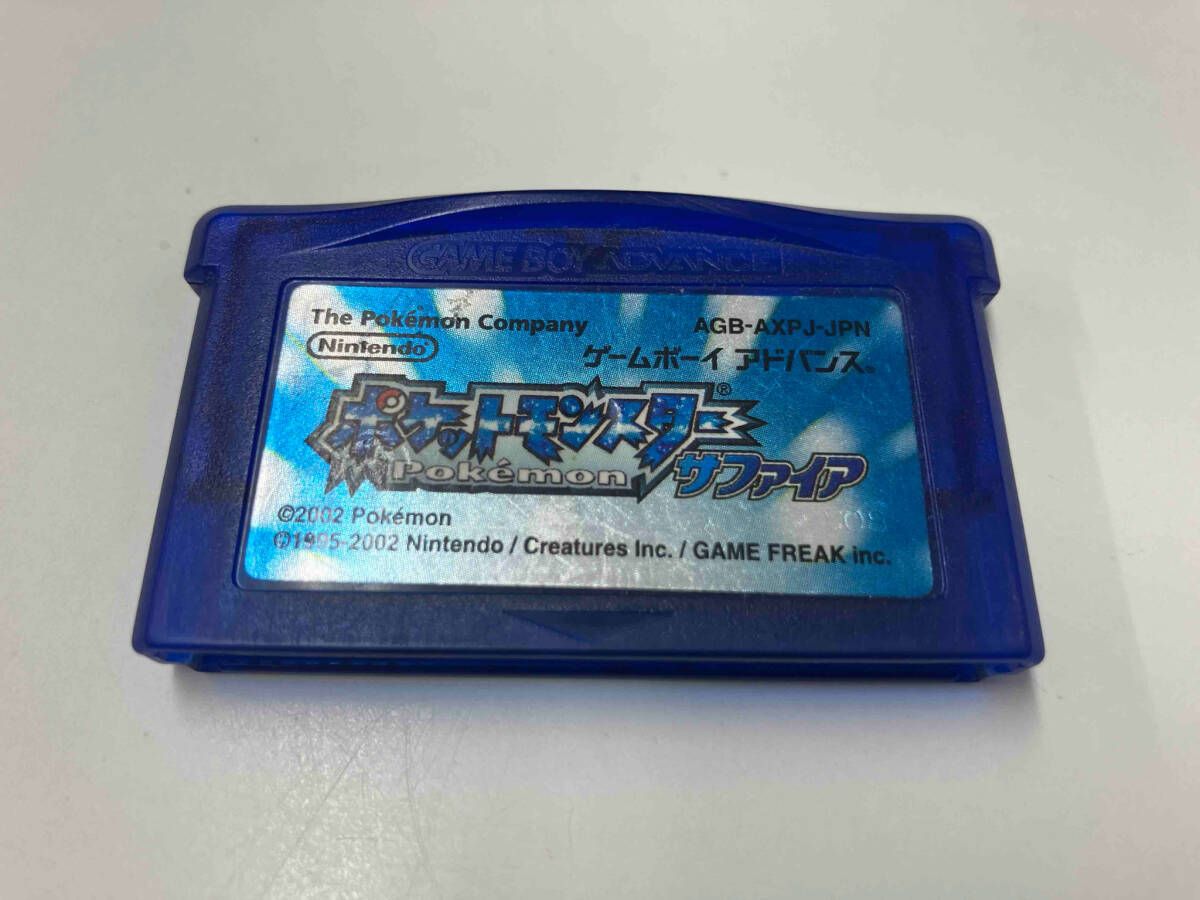 GAME BOY ADVANCE
The Pokémon Company AGB-AXPJ-JPN
Nintendo ゲームボーイ アドバンス®
ポケットモンスター®
Pokémon サファイア
©2002 Pokémon
©1995-2002 Nintendo / Creatures Inc. / GAME FREAK inc.